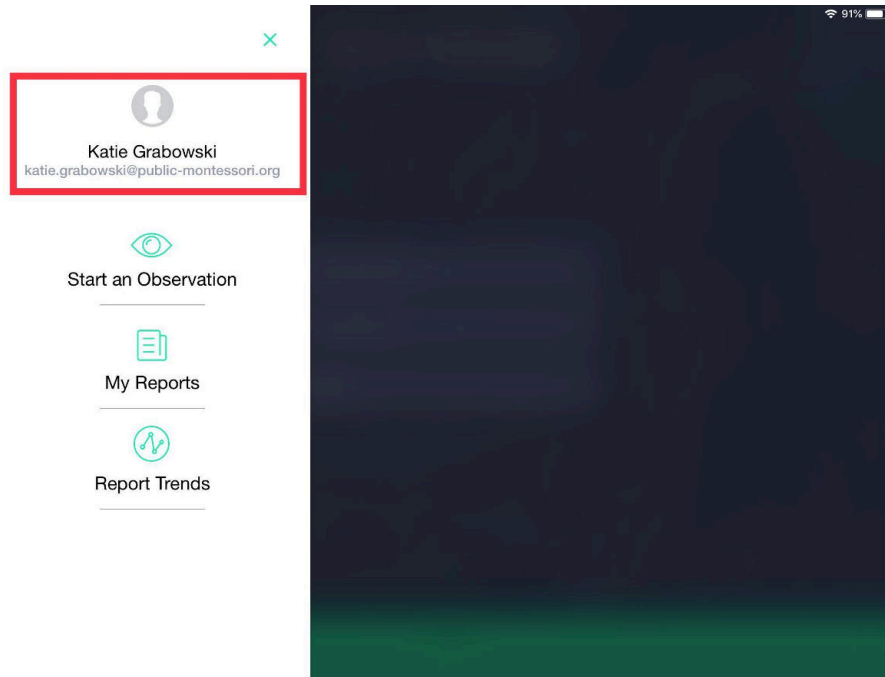 91%
Katie Grabowski
katie.grabowski@public-montessori.org
Start an Observation
My Reports
Report Trends